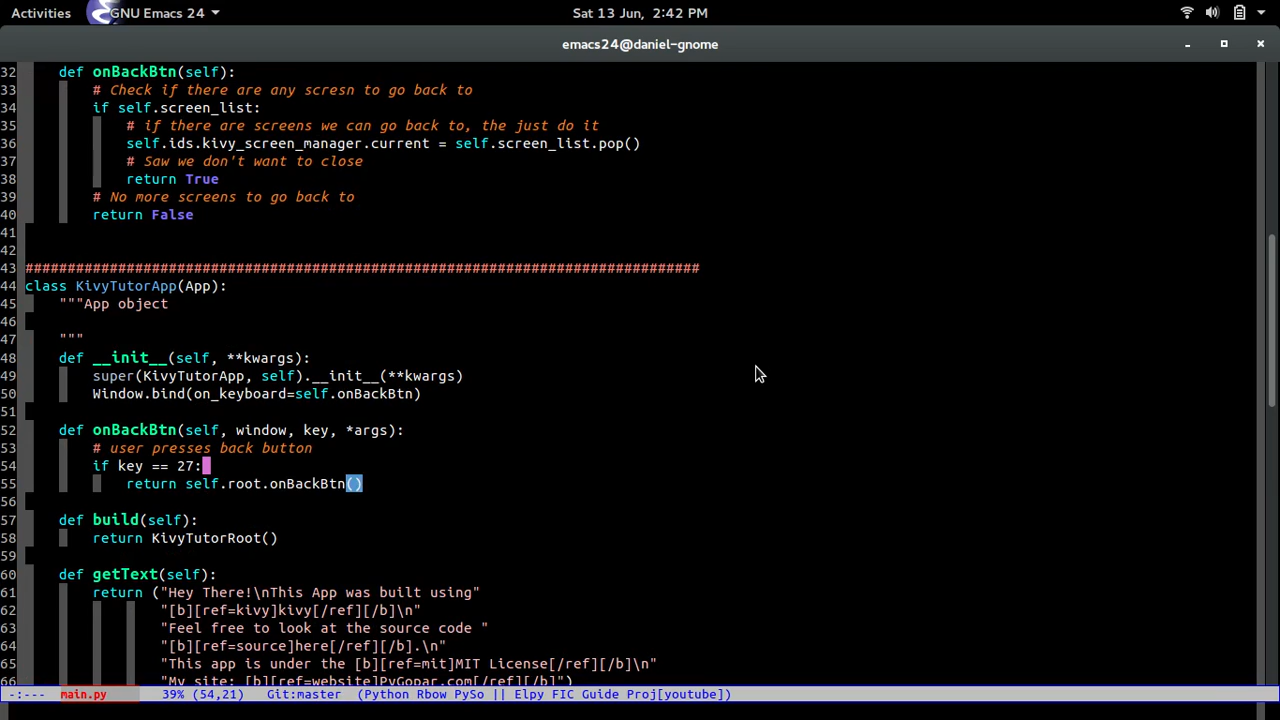 Activities GNU Emacs 24 Sat 13 Jun, 2:42 PM
emacs24@daniel-gnome
32     def onBackBtn(self):
33         # Check if there are any scresn to go back to
34         if self.screen_list:
35             # if there are screens we can go back to, the just do it
36             self.ids.kivy_screen_manager.current = self.screen_list.pop()
37             # Saw we don't want to close
38             return True
39         # No more screens to go back to
40         return False
41
42
43 ################################################################################
44 class KivyTutorApp(App):
45     """App object
46
47     """
48     def __init__(self, **kwargs):
49         super(KivyTutorApp, self).__init__(**kwargs)
50         Window.bind(on_keyboard=self.onBackBtn)
51
52     def onBackBtn(self, window, key, *args):
53         # user presses back button
54         if key == 27:
55             return self.root.onBackBtn()
56
57     def build(self):
58         return KivyTutorRoot()
59
60     def getText(self):
61         return ("Hey There!\nThis App was built using"
62                 "[b][ref=kivy]kivy[/ref][/b]\n"
63                 "Feel free to look at the source code "
64                 "[b][ref=source]here[/ref][/b].\n"
65                 "This app is under the [b][ref=mit]MIT License[/ref][/b]\n"
66                 "My site: [b][ref=website]PyGopar.com[/ref][/b]"
-:--- main.py 39% (54,21) Git:master (Python Rbow PySo || Elpy FIC Guide Proj[youtube])